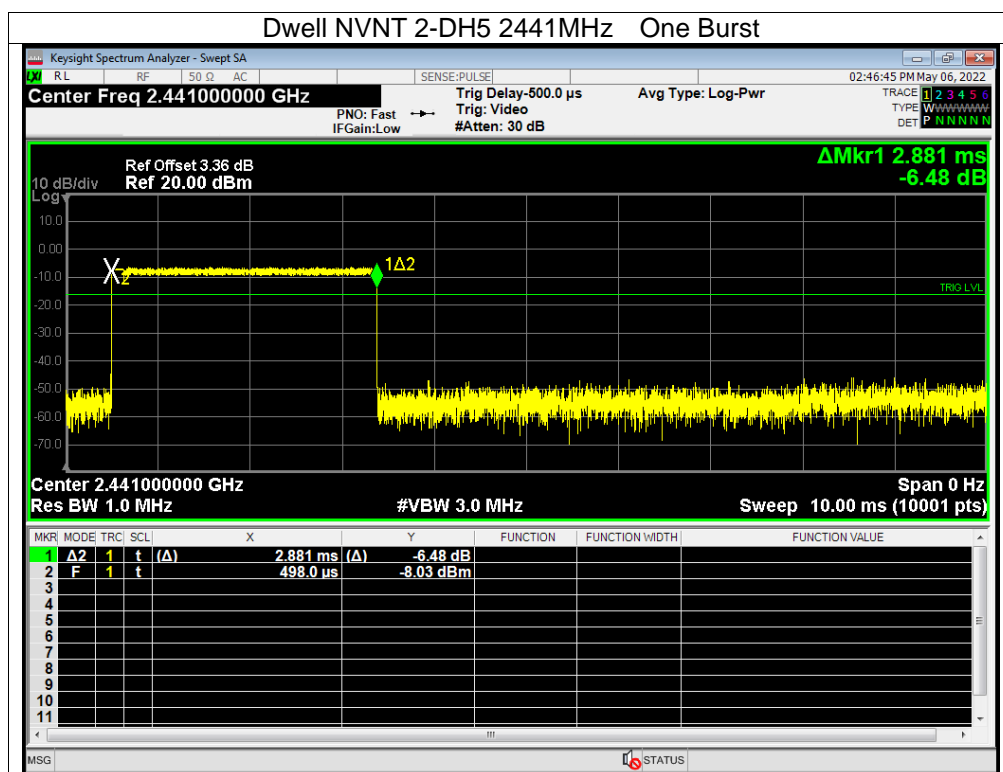 Dwell NVNT 2-DH5 2441MHz One Burst
Keysight Spectrum Analyzer - Swept SA
LXI RL RF 50 Ω AC SENSE:PULSE 02:46:45 PM May 06, 2022
Center Freq 2.441000000 GHz Trig Delay-500.0 µs Avg Type: Log-Pwr TRACE 1 2 3 4 5 6
PNO: Fast Trig: Video TYPE WWWWWW
IFGain:Low #Atten: 30 dB DET P N N N N N
ΔMkr1 2.881 ms
-6.48 dB
Ref Offset 3.36 dB
10 dB/div Ref 20.00 dBm
Log
10.0
0.00
-10.0
-20.0
-30.0
-40.0
-50.0
-60.0
-70.0
2
1Δ2
TRIG LVL
Center 2.441000000 GHz Span 0 Hz
Res BW 1.0 MHz #VBW 3.0 MHz Sweep 10.00 ms (10001 pts)
MKR MODE TRC SCL X Y FUNCTION FUNCTION WIDTH FUNCTION VALUE
1 Δ2 1 t (Δ) 2.881 ms (Δ) -6.48 dB
2 F 1 t 498.0 µs -8.03 dBm
3
4
5
6
7
8
9
10
11
MSG STATUS